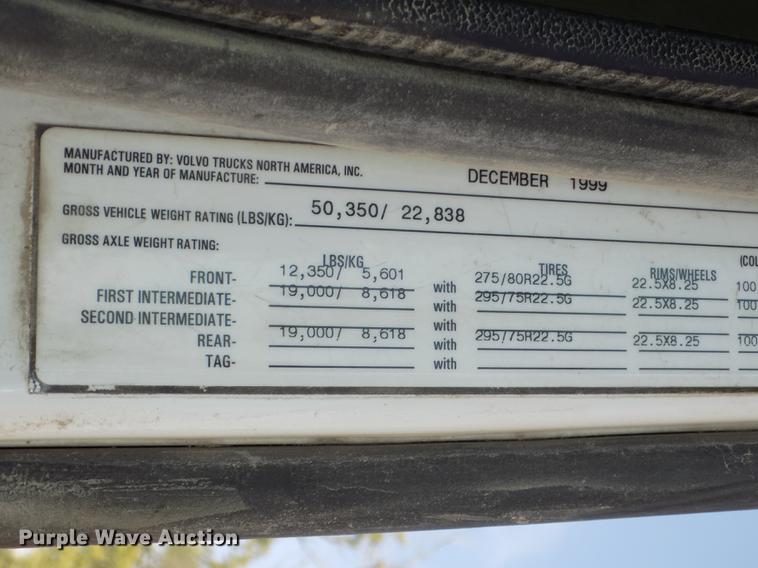 MANUFACTURED BY: VOLVO TRUCKS NORTH AMERICA, INC.
MONTH AND YEAR OF MANUFACTURE: DECEMBER 1999
GROSS VEHICLE WEIGHT RATING (LBS/KG): 50,350/ 22,838
GROSS AXLE WEIGHT RATING:
LBS/KG TIRES RIMS/WHEELS (COL
FRONT- 12,350/ 5,601 with 275/80R22.5G 22.5X8.25 100
FIRST INTERMEDIATE- 19,000/ 8,618 with 295/75R22.5G 22.5X8.25 100
SECOND INTERMEDIATE- with
REAR- 19,000/ 8,618 with 295/75R22.5G 22.5X8.25 100
TAG- with
Purple Wave Auction